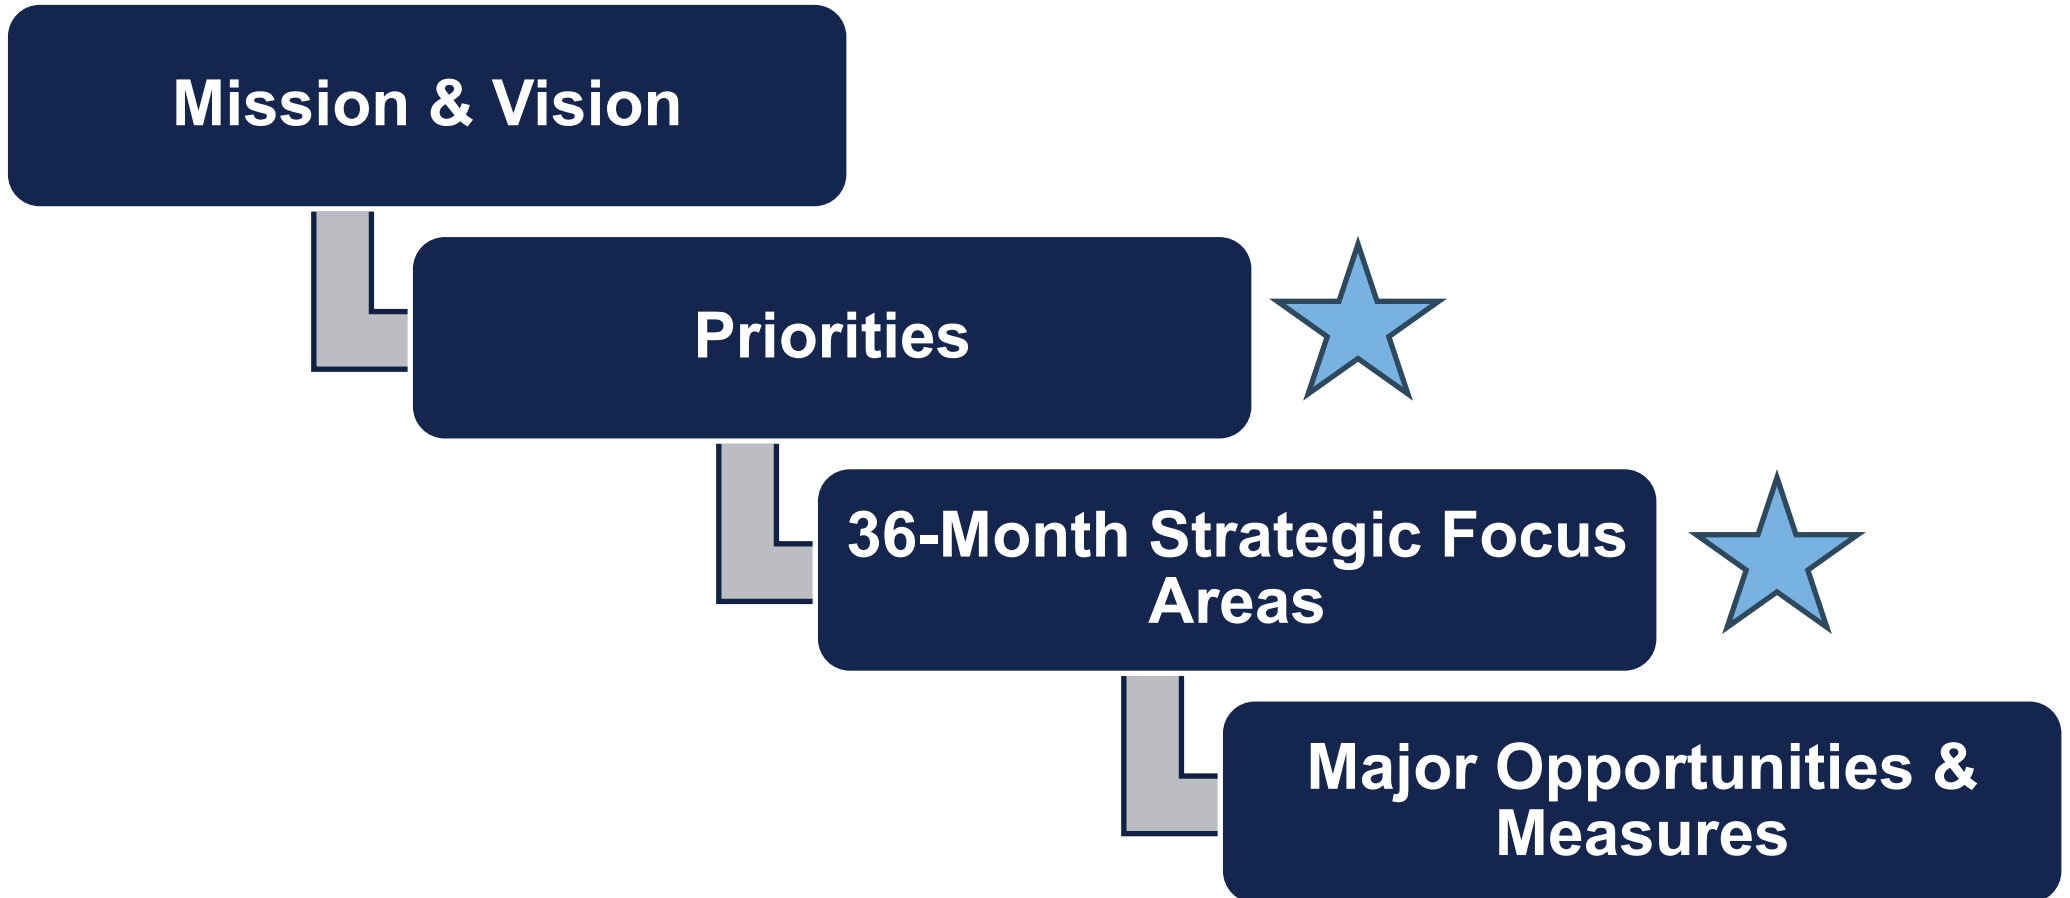 Mission & Vision
Priorities
36-Month Strategic Focus
Areas
Major Opportunities &
Measures